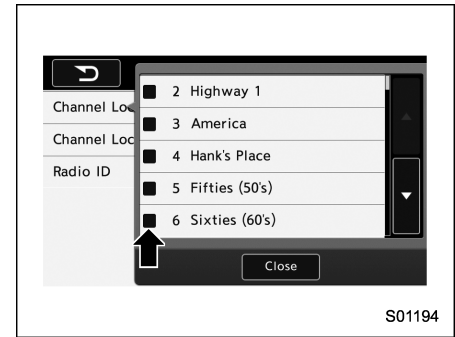 Channel Loc
Channel Loc
Radio ID
2 Highway 1
3 America
4 Hank's Place
5 Fifties (50's)
6 Sixties (60's)
Close
S01194